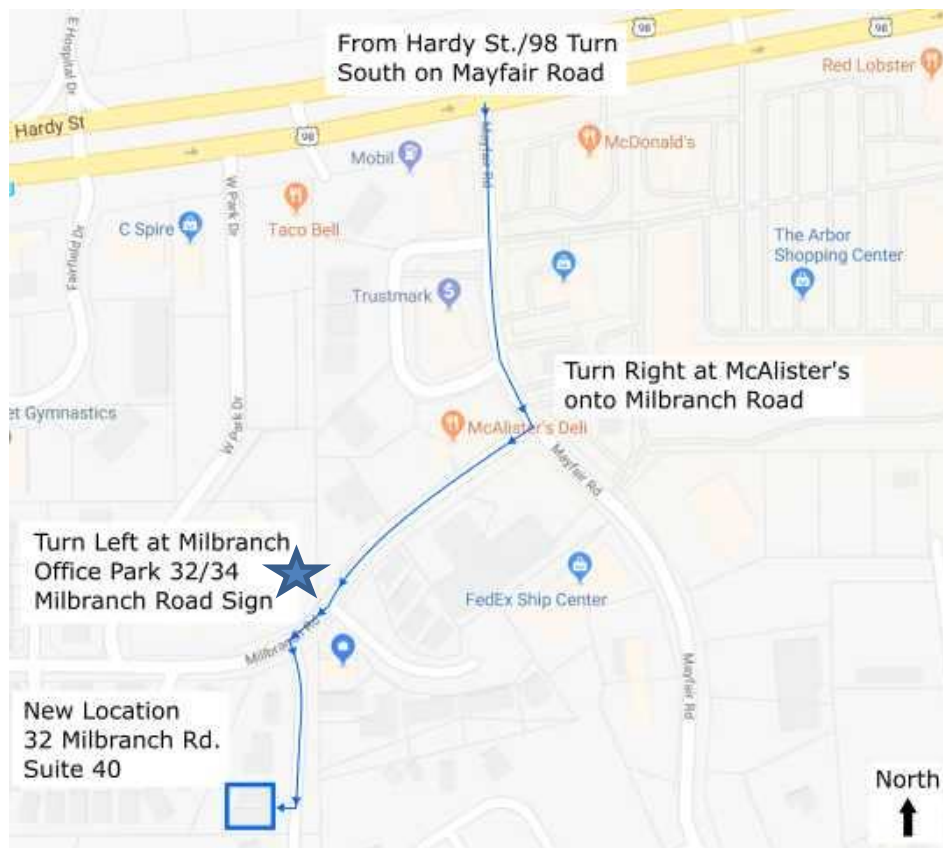 98
98
From Hardy St./98 Turn
South on Mayfair Road
Red Lobster
E Hospital Dr
Hardy St
98
Mobil
Mayfair Rd
McDonald's
W Park Dr
Taco Bell
C Spire
Fairfield Dr
The Arbor
Shopping Center
Trustmark
Turn Right at McAlister's
onto Milbranch Road
et Gymnastics
W Park Dr
McAlister's Deli
Mayfair Rd
Turn Left at Milbranch
Office Park 32/34
Milbranch Road Sign
FedEx Ship Center
Millbranch Rd
Mayfair Rd
New Location
32 Milbranch Rd.
Suite 40
North